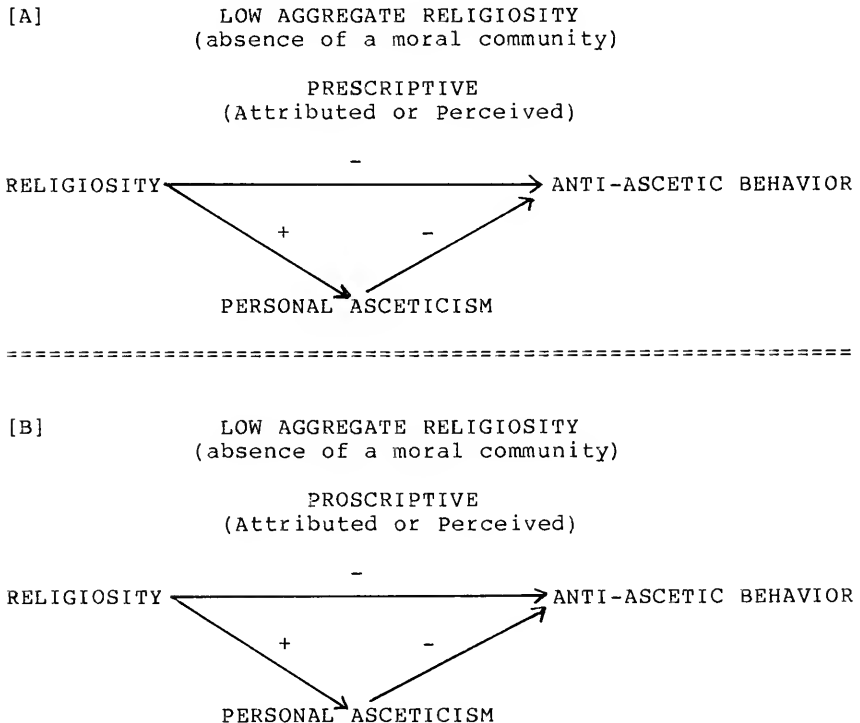 [A] LOW AGGREGATE RELIGIOSITY
(absence of a moral community)
PRESCRIPTIVE
(Attributed or Perceived)
-
RELIGIOSITY ANTI-ASCETIC BEHAVIOR
+ -
PERSONAL ASCETICISM
[B] LOW AGGREGATE RELIGIOSITY
(absence of a moral community)
PROSCRIPTIVE
(Attributed or Perceived)
-
RELIGIOSITY ANTI-ASCETIC BEHAVIOR
+ -
PERSONAL ASCETICISM